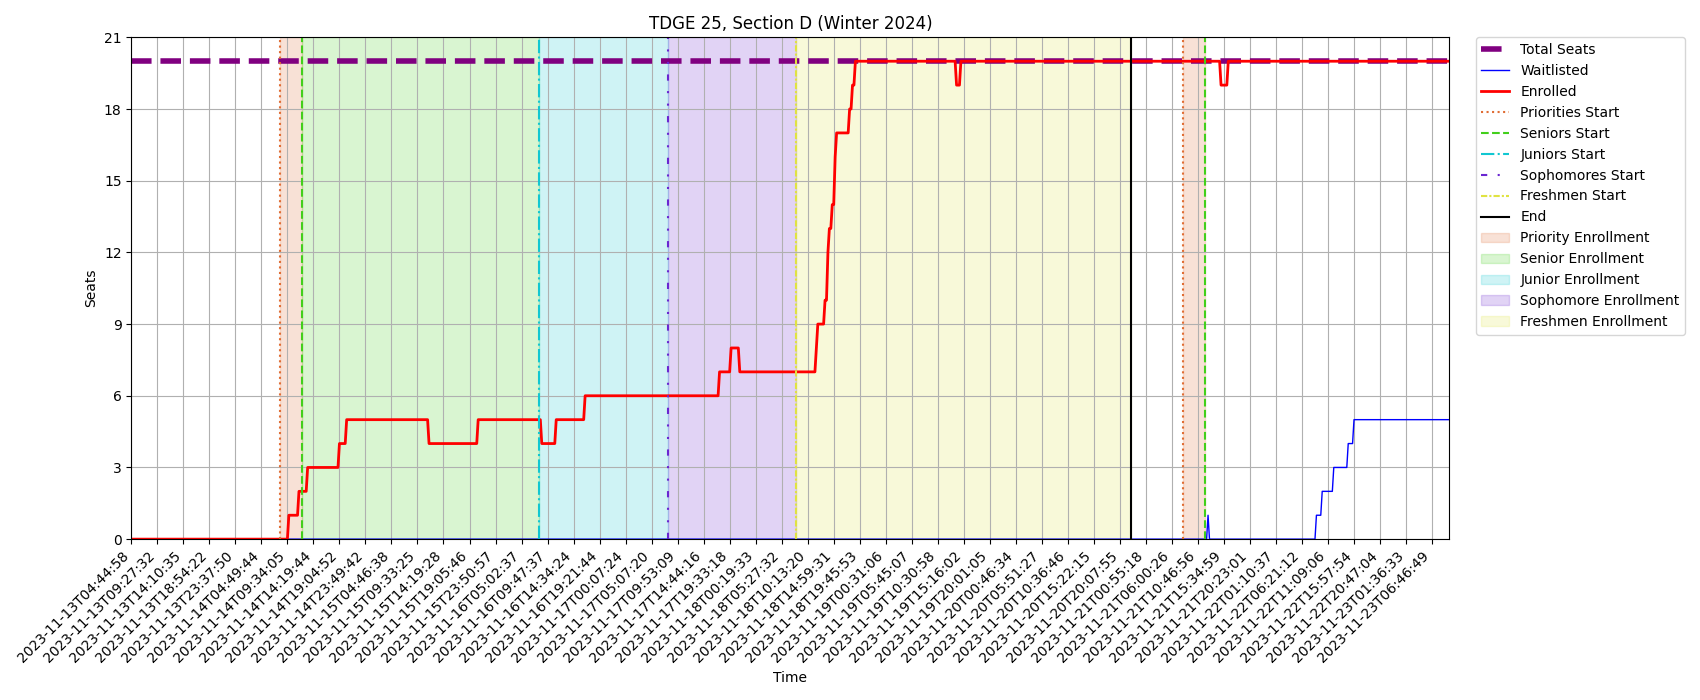 TDGE 25, Section D (Winter 2024)
21
18
15
12
9
6
3
0
Seats
2023-11-13T04:44:58
2023-11-13T09:27:32
2023-11-13T14:10:35
2023-11-13T18:54:22
2023-11-13T23:37:50
2023-11-14T04:49:44
2023-11-14T09:34:05
2023-11-14T14:19:44
2023-11-14T19:04:52
2023-11-14T23:49:42
2023-11-15T04:46:38
2023-11-15T09:33:25
2023-11-15T14:19:28
2023-11-15T19:05:46
2023-11-15T23:50:57
2023-11-16T05:02:37
2023-11-16T09:47:37
2023-11-16T14:34:24
2023-11-16T19:21:44
2023-11-17T00:07:24
2023-11-17T05:07:20
2023-11-17T09:53:09
2023-11-17T14:44:16
2023-11-17T19:33:18
2023-11-18T00:19:33
2023-11-18T05:27:32
2023-11-18T10:13:20
2023-11-18T14:59:31
2023-11-18T19:45:53
2023-11-19T00:31:06
2023-11-19T05:45:07
2023-11-19T10:30:58
2023-11-19T15:16:02
2023-11-19T20:01:05
2023-11-20T00:46:34
2023-11-20T05:51:27
2023-11-20T10:36:46
2023-11-20T15:22:15
2023-11-20T20:07:55
2023-11-21T00:55:18
2023-11-21T06:00:26
2023-11-21T10:46:56
2023-11-21T15:34:59
2023-11-21T20:23:01
2023-11-22T01:10:37
2023-11-22T06:21:12
2023-11-22T11:09:06
2023-11-22T15:57:54
2023-11-22T20:47:04
2023-11-23T01:36:33
2023-11-23T06:46:49
Time
Total Seats
Waitlisted
Enrolled
Priorities Start
Seniors Start
Juniors Start
Sophomores Start
Freshmen Start
End
Priority Enrollment
Senior Enrollment
Junior Enrollment
Sophomore Enrollment
Freshmen Enrollment